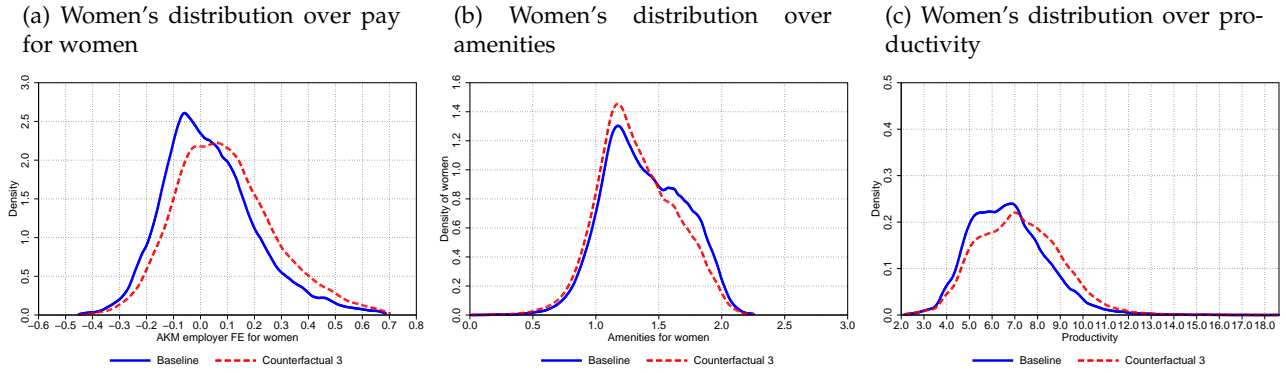 (a) Women's distribution over pay
for women
3.0
2.5
2.0
1.5
1.0
0.5
0.0
Density
−0.6 −0.5 −0.4 −0.3 −0.2 −0.1 0.0 0.1 0.2 0.3 0.4 0.5 0.6 0.7 0.8
AKM employer FE for women
Baseline Counterfactual 3
(b) Women's distribution over
amenities
1.6
1.4
1.2
1.0
0.8
0.6
0.4
0.2
0.0
Density of women
0.0 0.5 1.0 1.5 2.0 2.5 3.0
Amenities for women
Baseline Counterfactual 3
(c) Women's distribution over pro-
ductivity
0.5
0.4
0.3
0.2
0.1
0.0
Density
2.0 3.0 4.0 5.0 6.0 7.0 8.0 9.0 10.0 11.0 12.0 13.0 14.0 15.0 16.0 17.0 18.0
Productivity
Baseline Counterfactual 3